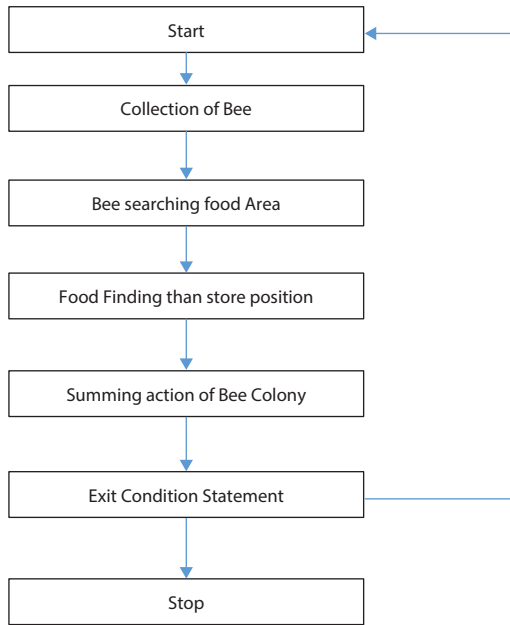 Start
Collection of Bee
Bee searching food Area
Food Finding than store position
Summing action of Bee Colony
Exit Condition Statement
Stop